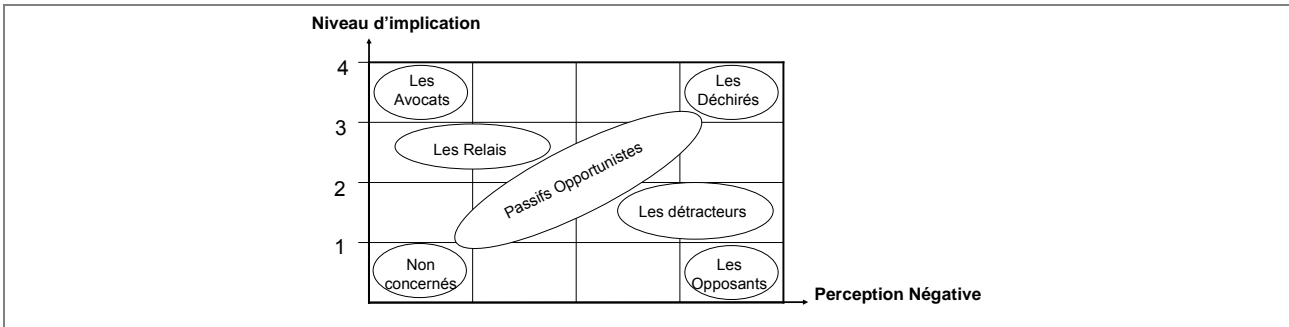 Niveau d'implication
4
Les
Avocats
Les
Déchirés
3
Les Relais
Passifs Opportunistes
2
Les détracteurs
1
Non
concernés
Les
Opposants
Perception Négative